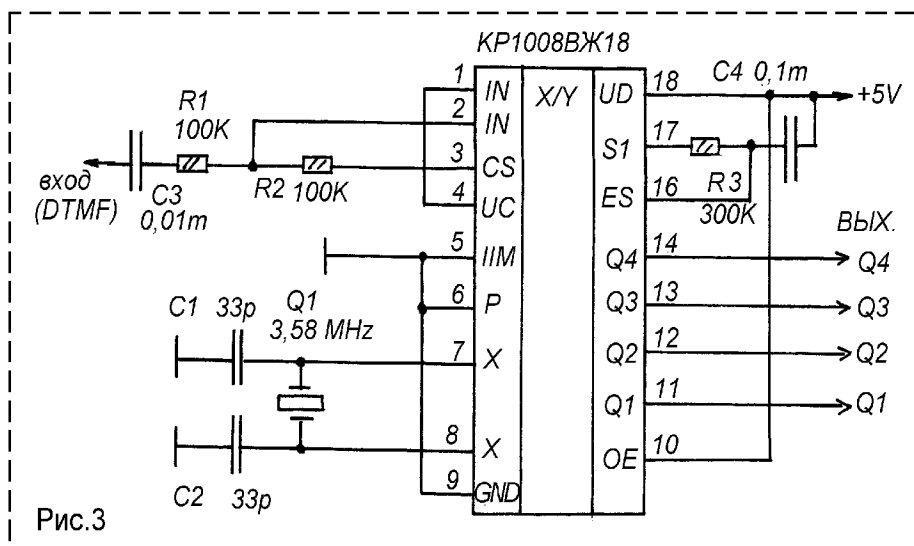 КР1008ВЖ18
1
IN
2
IN
3
CS
4
UC
5
IIM
6
P
7
X
8
X
9
GND
X/Y
UD
18
S1
17
ES
16
Q4
14
Q3
13
Q2
12
Q1
11
OE
10
C4 0,1m
+5V
R3
300K
ВЫХ.
Q4
Q3
Q2
Q1
R1
100K
R2
100K
вход
(DTMF)
C3
0,01m
C1
33p
Q1
3,58 MHz
C2
33p
Рис.3